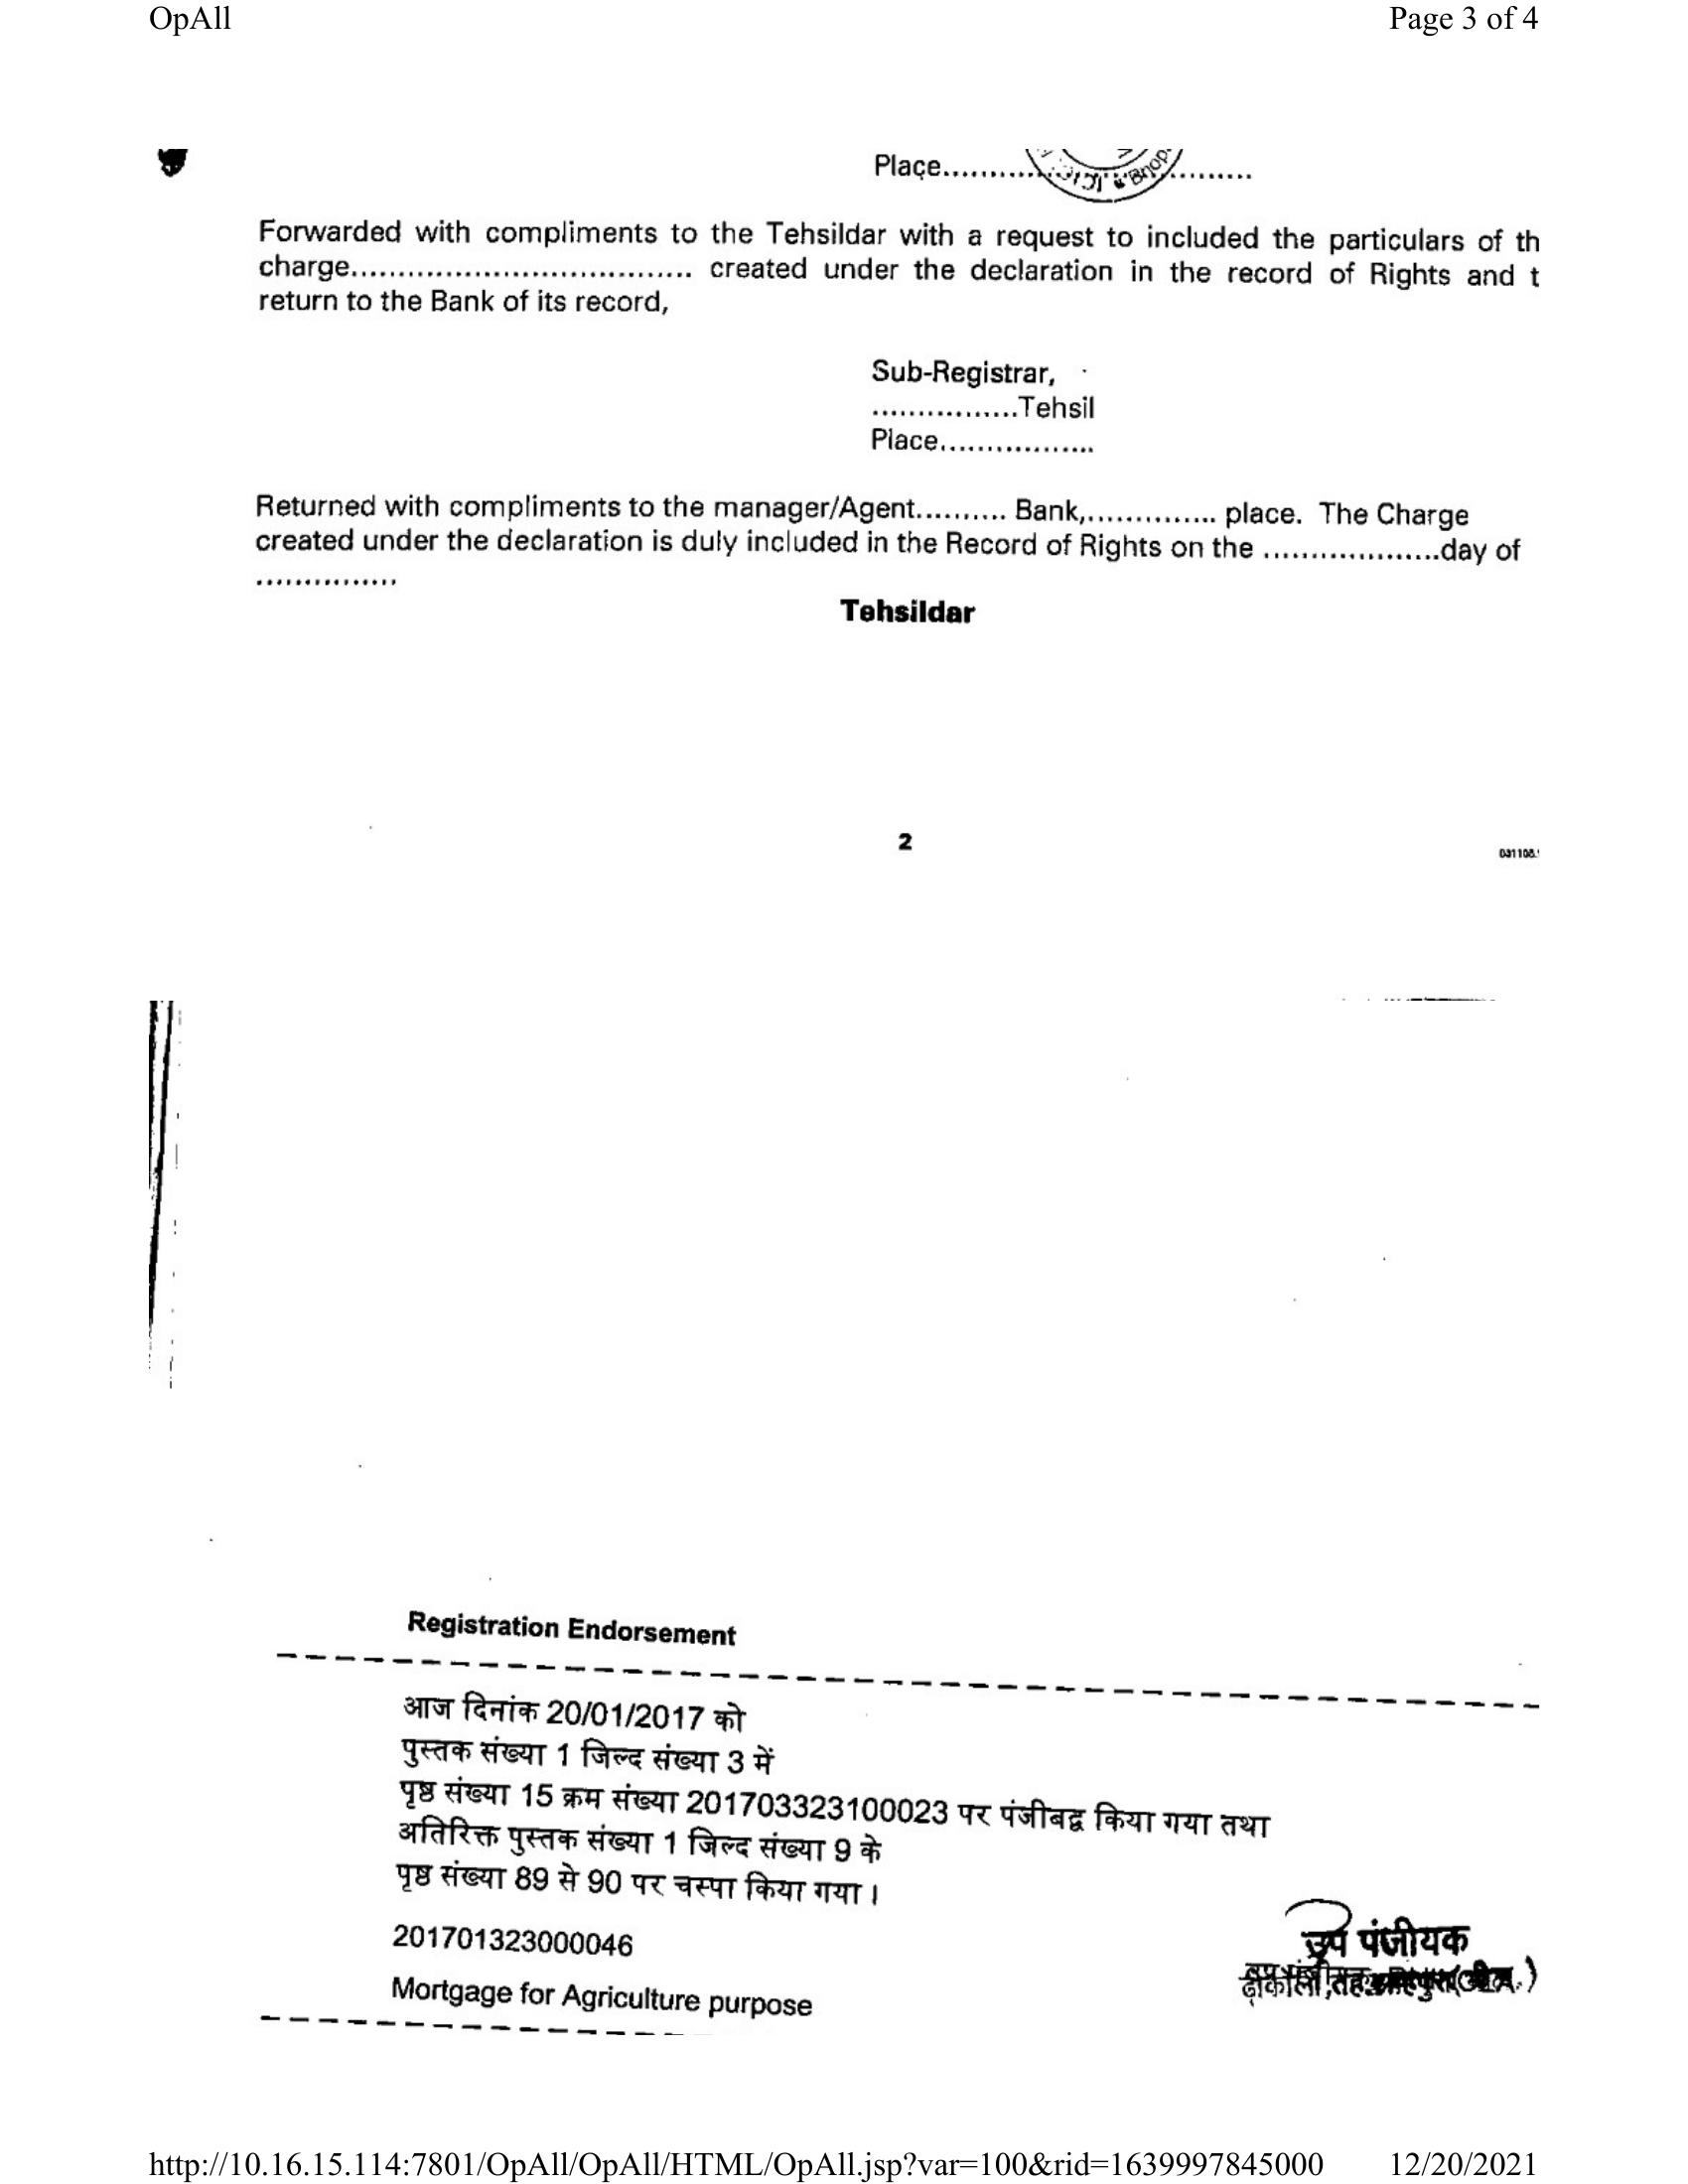 OpAll
Page 3 of 4
Place............................
Forwarded with compliments to the Tehsildar with a request to included the particulars of th
charge.................................... created under the declaration in the record of Rights and t
return to the Bank of its record,
Sub-Registrar,
................Tehsil
Place.................
Returned with compliments to the manager/Agent.......... Bank,.............. place. The Charge
created under the declaration is duly included in the Record of Rights on the ...................day of
...............
Tehsildar
2
Registration Endorsement
आज दिनांक 20/01/2017 को
पुस्तक संख्या 1 जिल्द संख्या 3 में
पृष्ठ संख्या 15 क्रम संख्या 201703323100023 पर पंजीबद्व किया गया तथा
अतिरिक्त पुस्तक संख्या 1 जिल्द संख्या 9 के
पृष्ठ संख्या 89 से 90 पर चस्पा किया गया ।
201701323000046
उप पंजीयक
Mortgage for Agriculture purpose
http://10.16.15.114:7801/OpAll/OpAll/HTML/OpAll.jsp?var=100&rid=1639997845000
12/20/2021